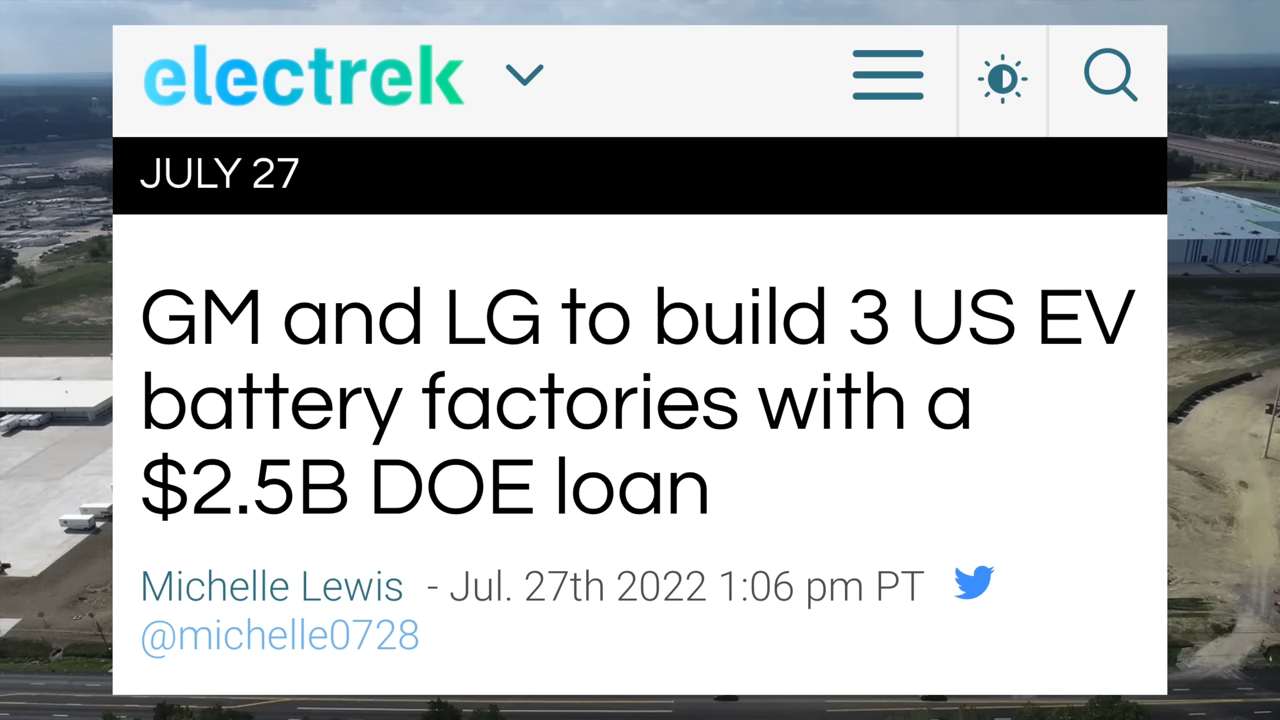 electrek
JULY 27
GM and LG to build 3 US EV
battery factories with a
$2.5B DOE loan
Michelle Lewis - Jul. 27th 2022 1:06 pm PT
@michelle0728